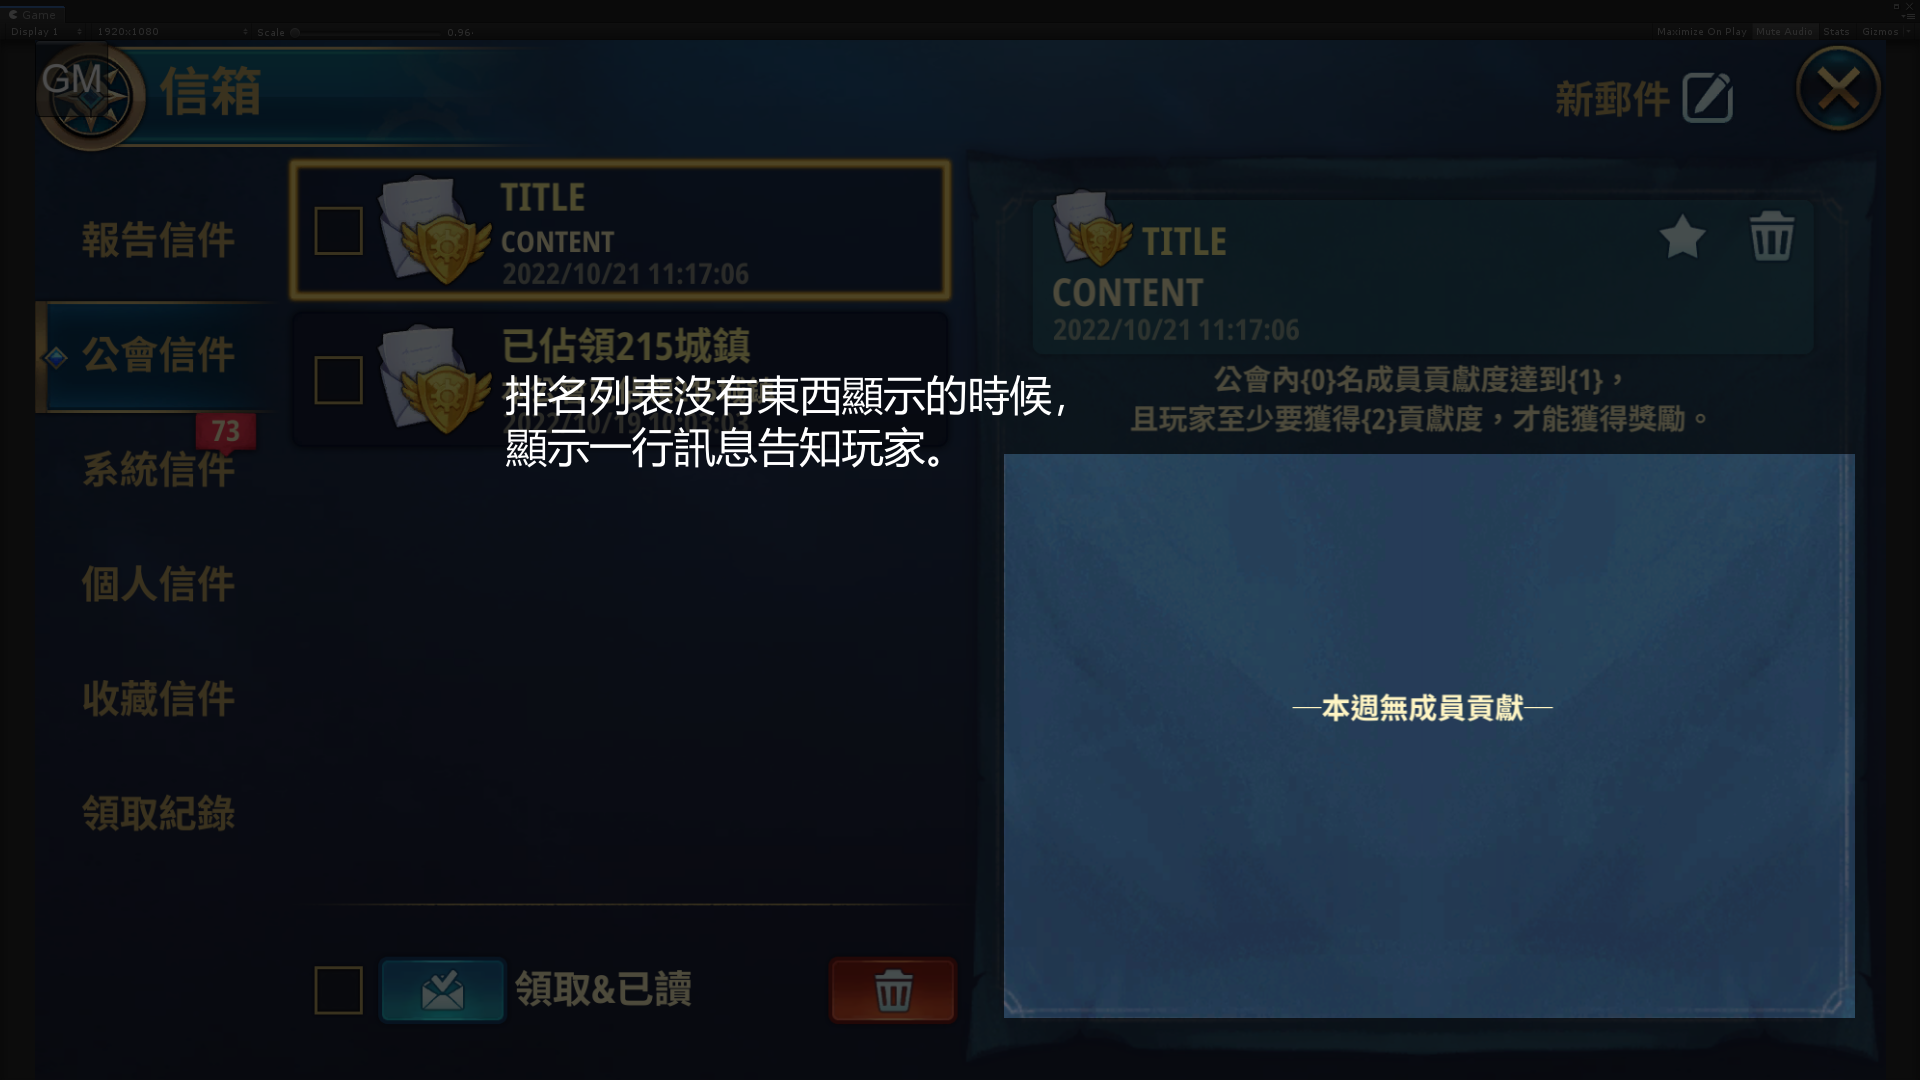 Game
Display 1
1920x1080
Scale
0.96
Maximize On Play
Mute Audio
Stats
Gizmos
GM
信箱
新郵件
報告信件
公會信件
73
系統信件
個人信件
收藏信件
領取紀錄
TITLE
CONTENT
2022/10/21 11:17:06
已佔領215城鎮
2022/10/19 10:03:03
排名列表沒有東西顯示的時候,
顯示一行訊息告知玩家。
領取&已讀
TITLE
CONTENT
2022/10/21 11:17:06
公會內{0}名成員貢獻度達到{1},
且玩家至少要獲得{2}貢獻度,才能獲得獎勵。
—本週無成員貢獻—